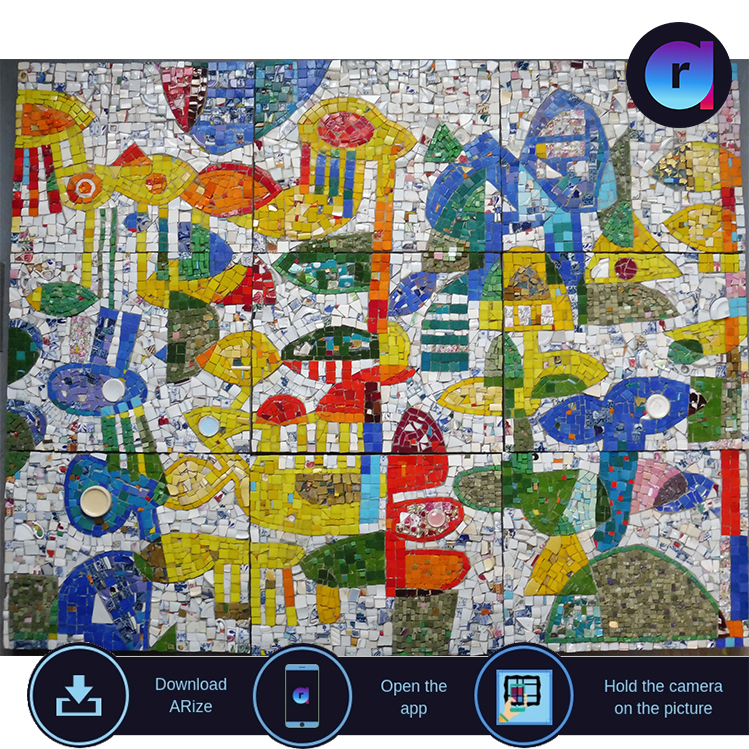 r
Download
ARize
Open the
app
Hold the camera
on the picture